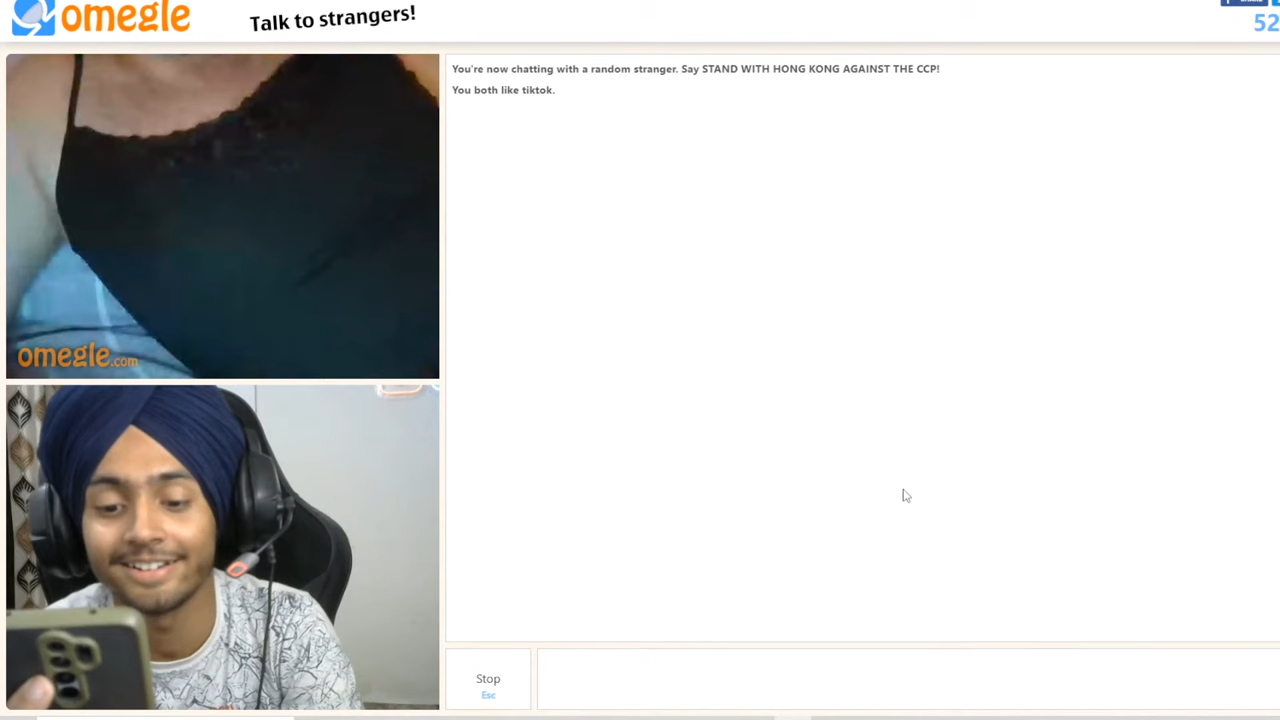 omegle
Talk to strangers!
52
You're now chatting with a random stranger. Say STAND WITH HONG KONG AGAINST THE CCP!
You both like tiktok.
omegle.com
Stop
Esc